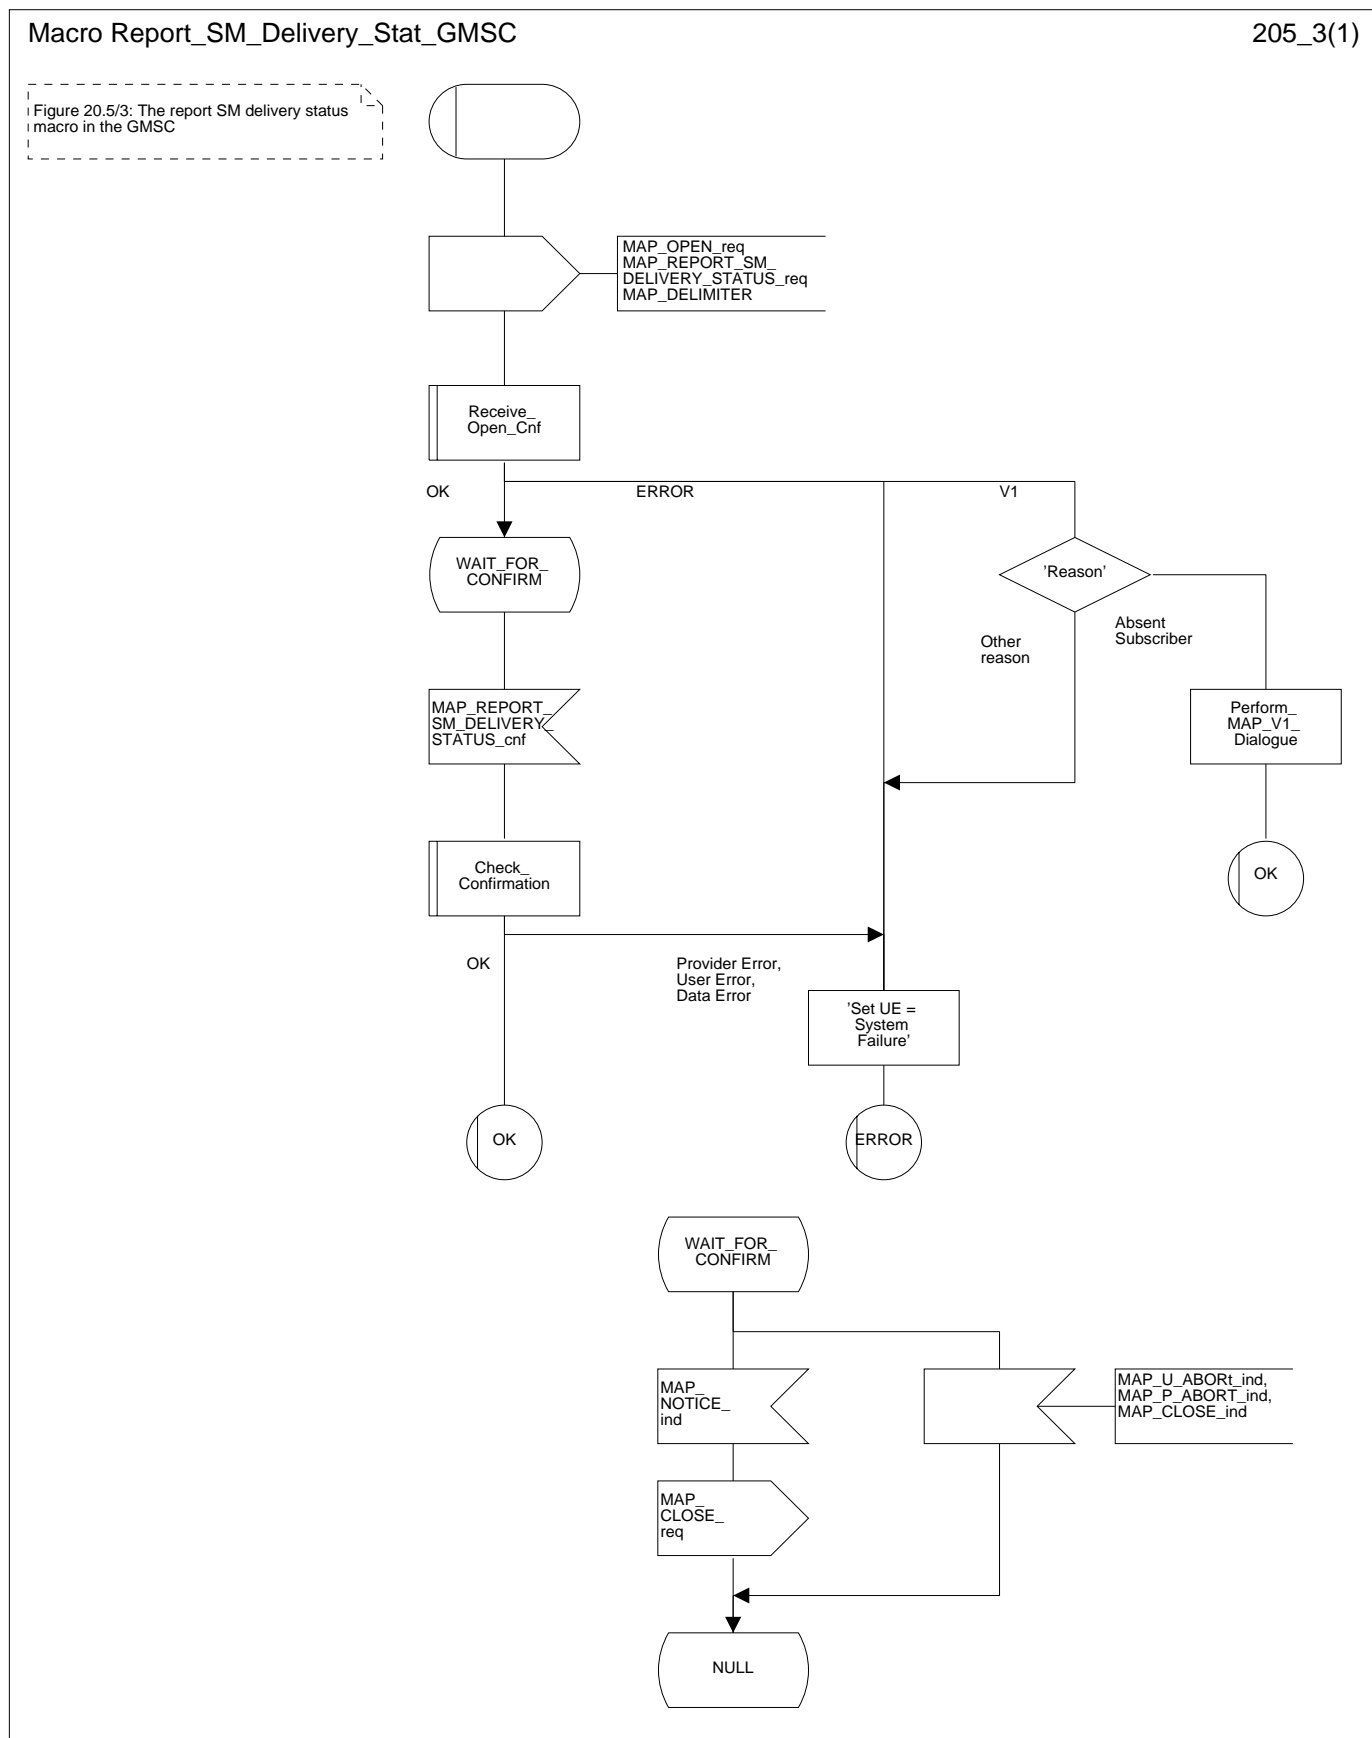 Macro Report_SM_Delivery_Stat_GMSC
205_3(1)
Figure 20.5/3: The report SM delivery status
macro in the GMSC
MAP_OPEN_req
MAP_REPORT_SM_
DELIVERY_STATUS_req
MAP_DELIMITER
Receive_
Open_Cnf
OK
ERROR
V1
WAIT_FOR_
CONFIRM
'Reason'
Other
reason
Absent
Subscriber
MAP_REPORT_
SM_DELIVERY_
STATUS_cnf
Perform_
MAP_V1_
Dialogue
Check_
Confirmation
OK
OK
Provider Error,
User Error,
Data Error
'Set UE =
System
Failure'
OK
ERROR
WAIT_FOR_
CONFIRM
MAP_
NOTICE_
ind
MAP_U_ABORt_ind,
MAP_P_ABORT_ind,
MAP_CLOSE_ind
MAP_
CLOSE_
req
NULL